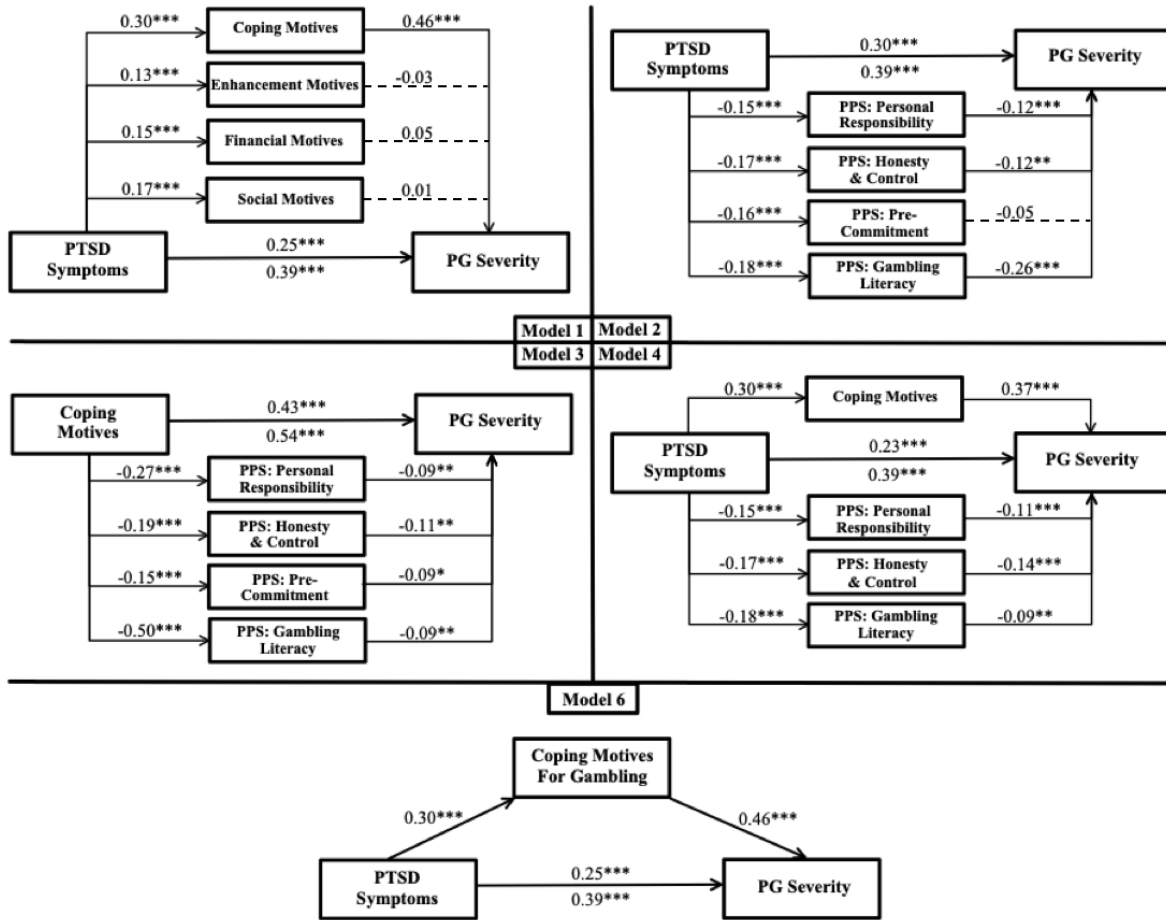 0.30***
Coping Motives
0.46***
0.13***
Enhancement Motives
-0.03
0.15***
Financial Motives
0.05
0.17***
Social Motives
0.01
PTSD
Symptoms
0.25***
0.39***
PG Severity
Model 1
PTSD
Symptoms
0.30***
0.39***
PG Severity
-0.15***
PPS: Personal
Responsibility
-0.12***
-0.17***
PPS: Honesty
& Control
-0.12**
-0.16***
PPS: Pre-
Commitment
-0.05
-0.18***
PPS: Gambling
Literacy
-0.26***
Model 2
Model 3
Coping
Motives
0.43***
0.54***
PG Severity
-0.27***
PPS: Personal
Responsibility
-0.09**
-0.19***
PPS: Honesty
& Control
-0.11**
-0.15***
PPS: Pre-
Commitment
-0.09*
-0.50***
PPS: Gambling
Literacy
-0.09**
Model 4
0.30***
Coping Motives
0.37***
PTSD
Symptoms
0.23***
0.39***
PG Severity
-0.15***
PPS: Personal
Responsibility
-0.11***
-0.17***
PPS: Honesty
& Control
-0.14***
-0.18***
PPS: Gambling
Literacy
-0.09**
Model 6
Coping Motives
For Gambling
0.30***
0.46***
PTSD
Symptoms
0.25***
0.39***
PG Severity